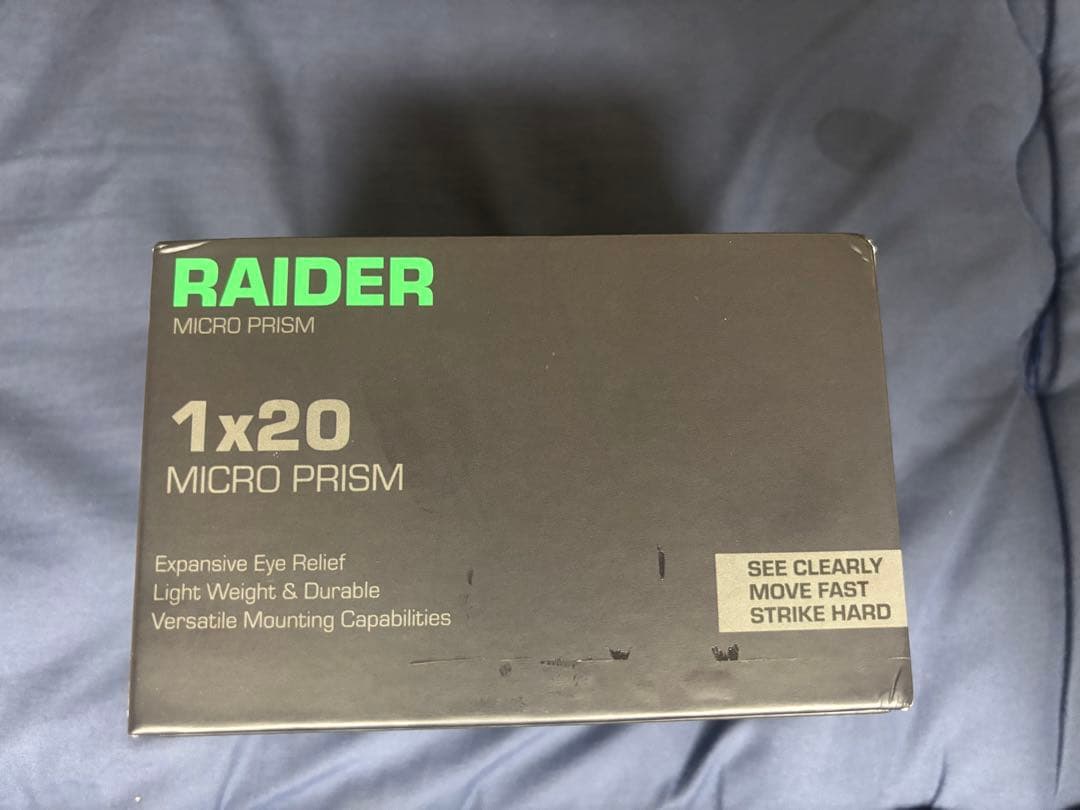 RAIDER
MICRO PRISM
1x20
MICRO PRISM
Expansive Eye Relief
Light Weight & Durable
Versatile Mounting Capabilities
SEE CLEARLY
MOVE FAST
STRIKE HARD